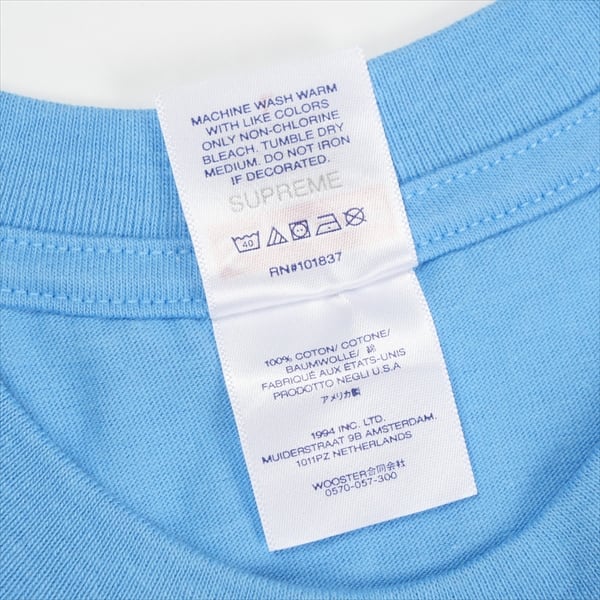 MACHINE WASH WARM
WITH LIKE COLORS
ONLY NON-CHLORINE
BLEACH. TUMBLE DRY
MEDIUM. DO NOT IRON
IF DECORATED.
SUPREME
40
RN#101837
100% COTON/ COTONE/
BAUMWOLLE/ 綿
FABRIQUÉ AUX ÉTATS-UNIS
PRODOTTO NEGLI U.S.A
アメリカ製
1994 INC. LTD.
MUIDERSTRAAT 9B AMSTERDAM.
1011PZ NETHERLANDS
WOOSTER合同会社
0570-057-300